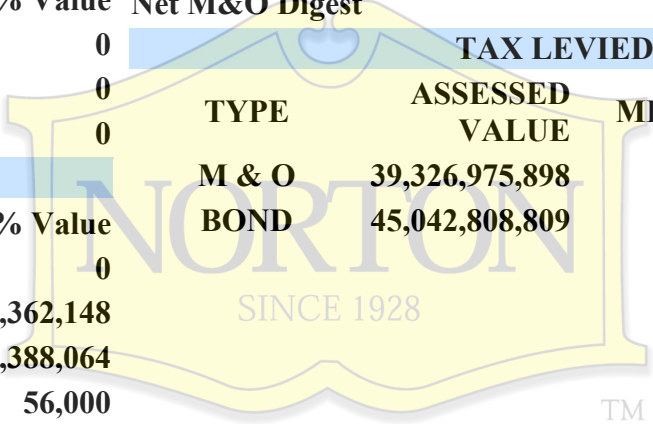 % Value
0
0
0
% Value
0
,362,148
,388,064
56,000
Net M&O Digest
TAX LEVIED
TYPE ASSESSED VALUE
M & O 39,326,975,898
BOND 45,042,808,809
NORTON
SINCE 1928
TM